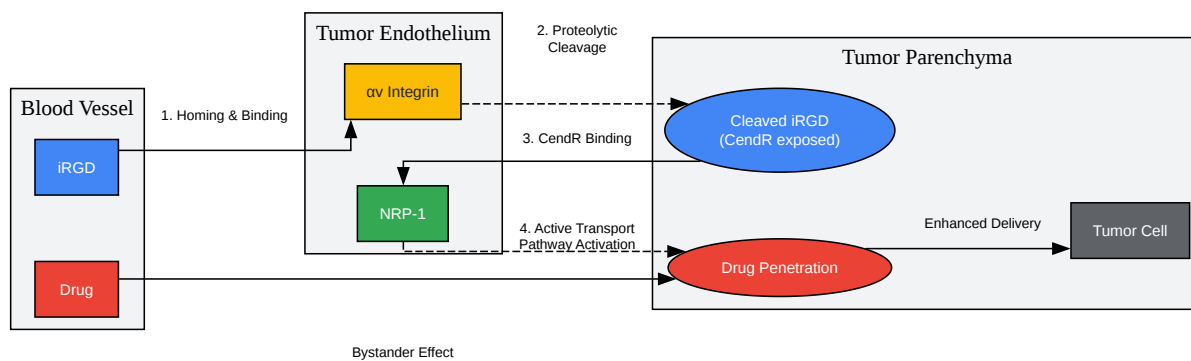 Blood Vessel
iRGD
Drug
1. Homing & Binding
Tumor Endothelium
αv Integrin
NRP-1
2. Proteolytic
Cleavage
3. CendR Binding
4. Active Transport
Pathway Activation
Tumor Parenchyma
Cleaved iRGD
(CendR exposed)
Drug Penetration
Enhanced Delivery
Tumor Cell
Bystander Effect